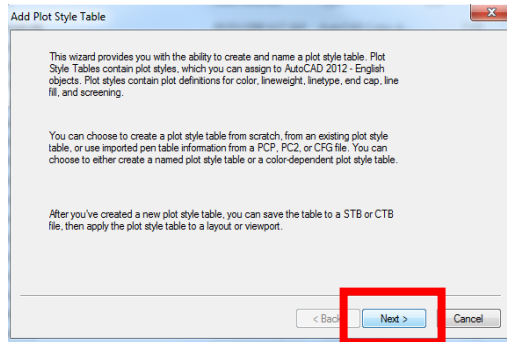 Add Plot Style Table
This wizard provides you with the ability to create and name a plot style table. Plot
Style Tables contain plot styles, which you can assign to AutoCAD 2012 - English
objects. Plot styles contain plot definitions for color, lineweight, linetype, end cap, line
fill, and screening.
You can choose to create a plot style table from scratch, from an existing plot style
table, or use imported pen table information from a PCP, PC2, or CFG file. You can
choose to either create a named plot style table or a color-dependent plot style table.
After you've created a new plot style table, you can save the table to a STB or CTB
file, then apply the plot style table to a layout or viewport.
< Back Next > Cancel